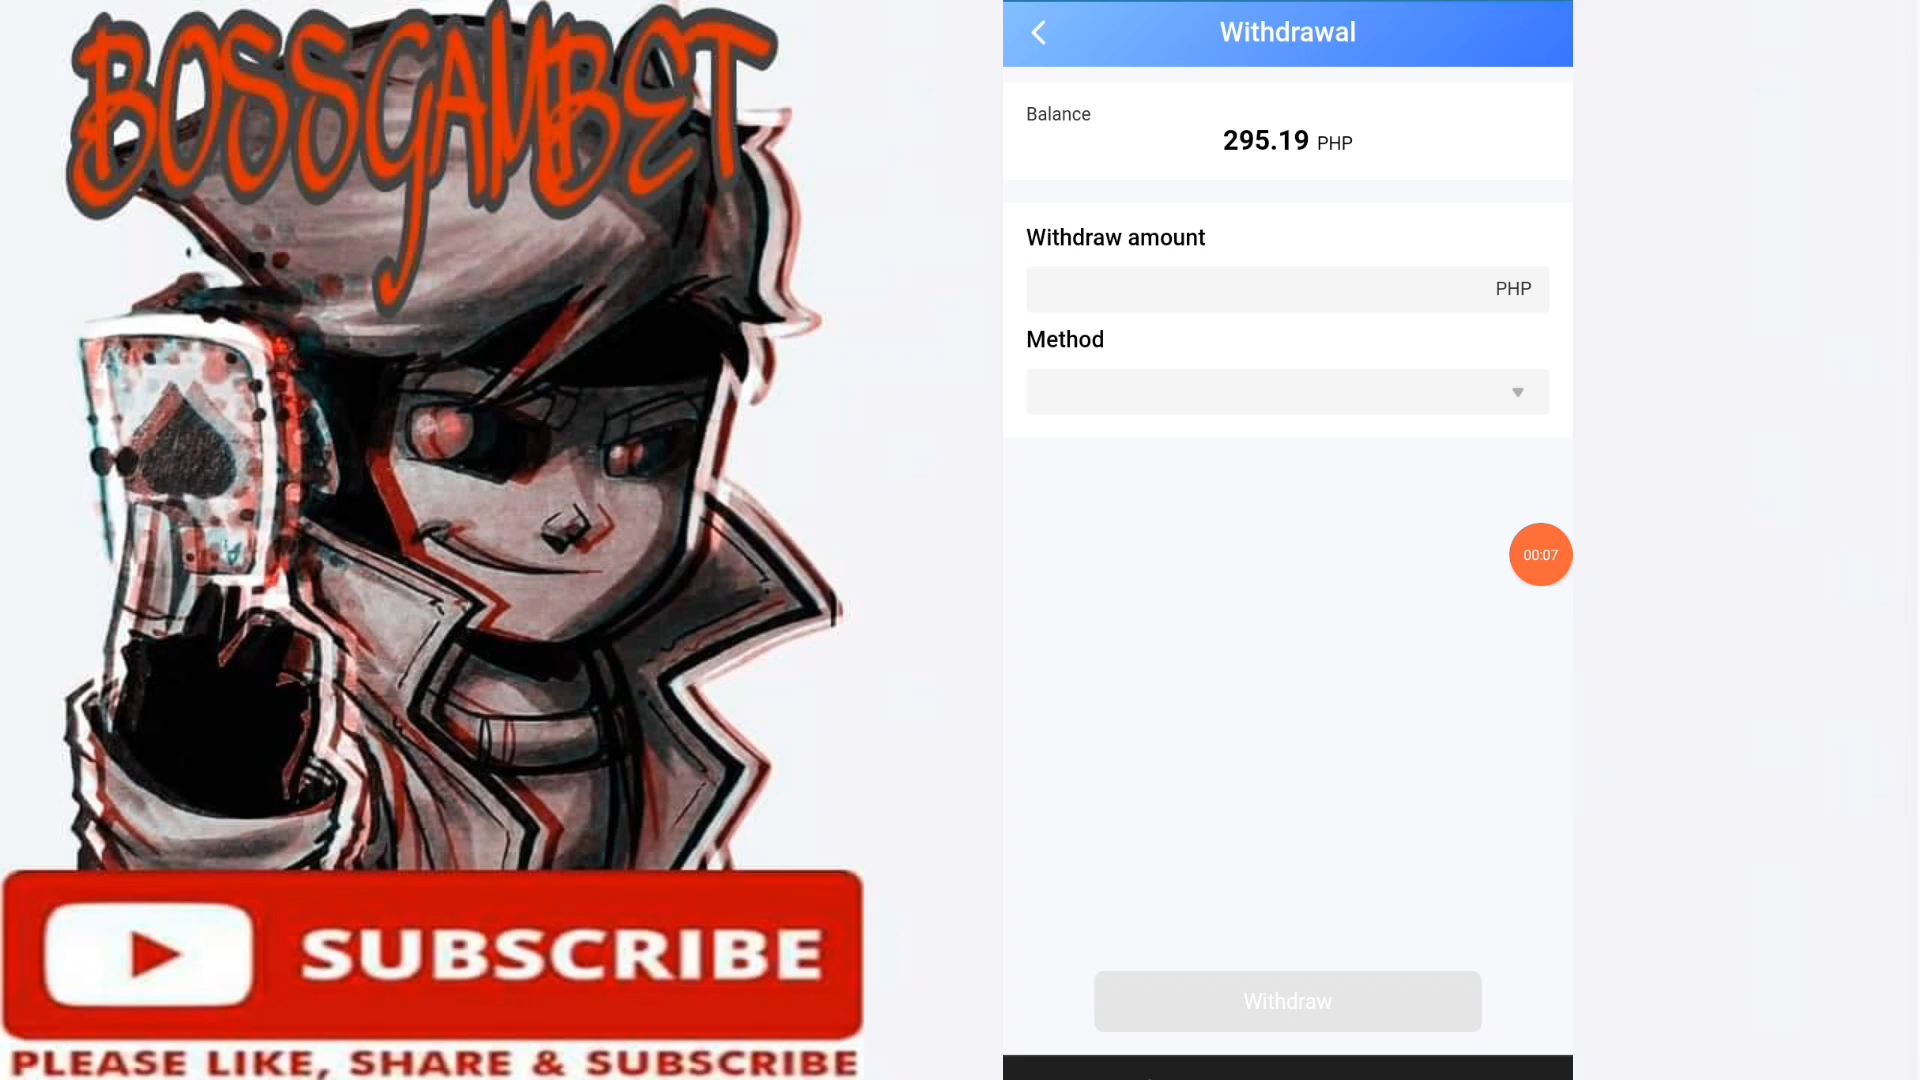 BOSSGAMBET
SUBSCRIBE
PLEASE LIKE, SHARE & SUBSCRIBE
Withdrawal
Balance
295.19 PHP
Withdraw amount
PHP
Method
00:07
Withdraw